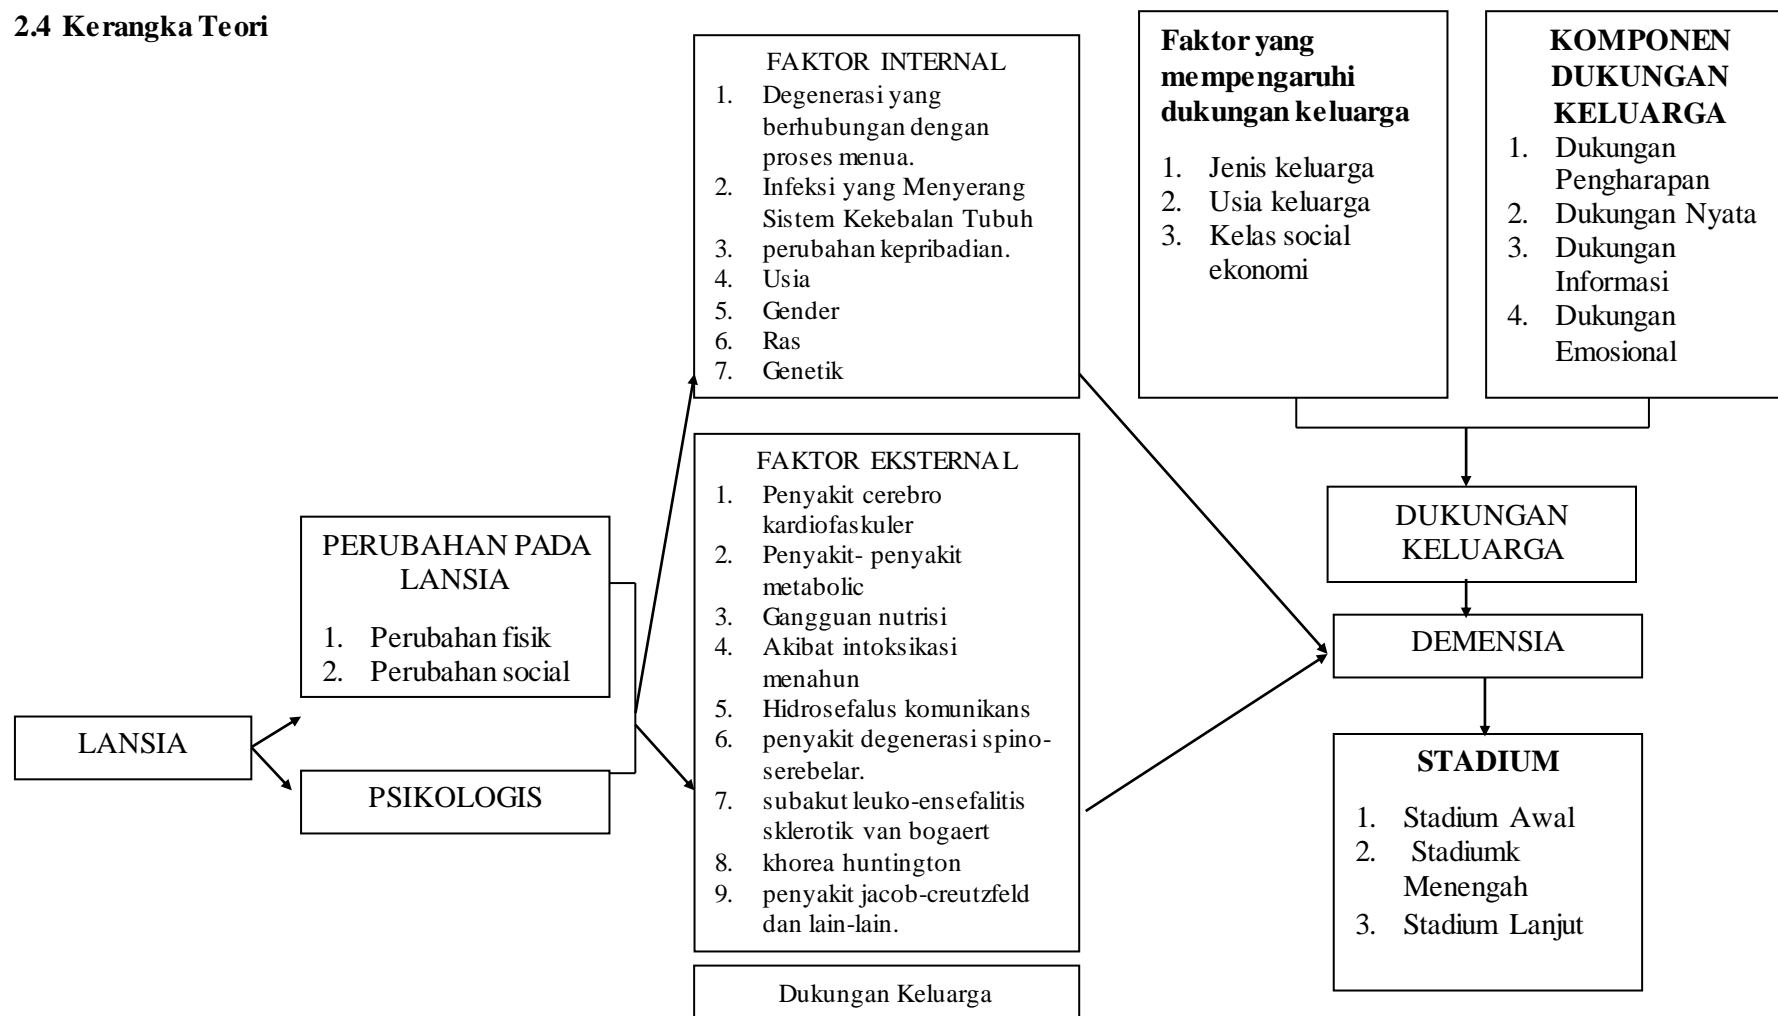 2.4 Kerangka Teori
FAKTOR INTERNAL
1. Degenerasi yang
berhubungan dengan
proses menua.
2. Infeksi yang Menyerang
Sistem Kekebalan Tubuh
3. perubahan kepribadian.
4. Usia
5. Gender
6. Ras
7. Genetik
Faktor yang
mempengaruhi
dukungan keluarga
1. Jenis keluarga
2. Usia keluarga
3. Kelas social
ekonomi
KOMPONEN
DUKUNGAN
KELUARGA
1. Dukungan
Pengharapan
2. Dukungan Nyata
3. Dukungan
Informasi
4. Dukungan
Emosional
FAKTOR EKSTERNAL
1. Penyakit cerebro
kardiofaskuler
2. Penyakit- penyakit
metabolic
3. Gangguan nutrisi
4. Akibat intoksikasi
menahun
5. Hidrosefalus komunikans
6. penyakit degenerasi spino-
serebelar.
7. subakut leuko-ensefalitis
sklerotik van bogaert
8. khorea huntington
9. penyakit jacob-creutzfeld
dan lain-lain.
DUKUNGAN
KELUARGA
PERUBAHAN PADA
LANSIA
1. Perubahan fisik
2. Perubahan social
DEMENSIA
LANSIA
PSIKOLOGIS
STADIUM
1. Stadium Awal
2. Stadiumk
Menengah
3. Stadium Lanjut
Dukungan Keluarga